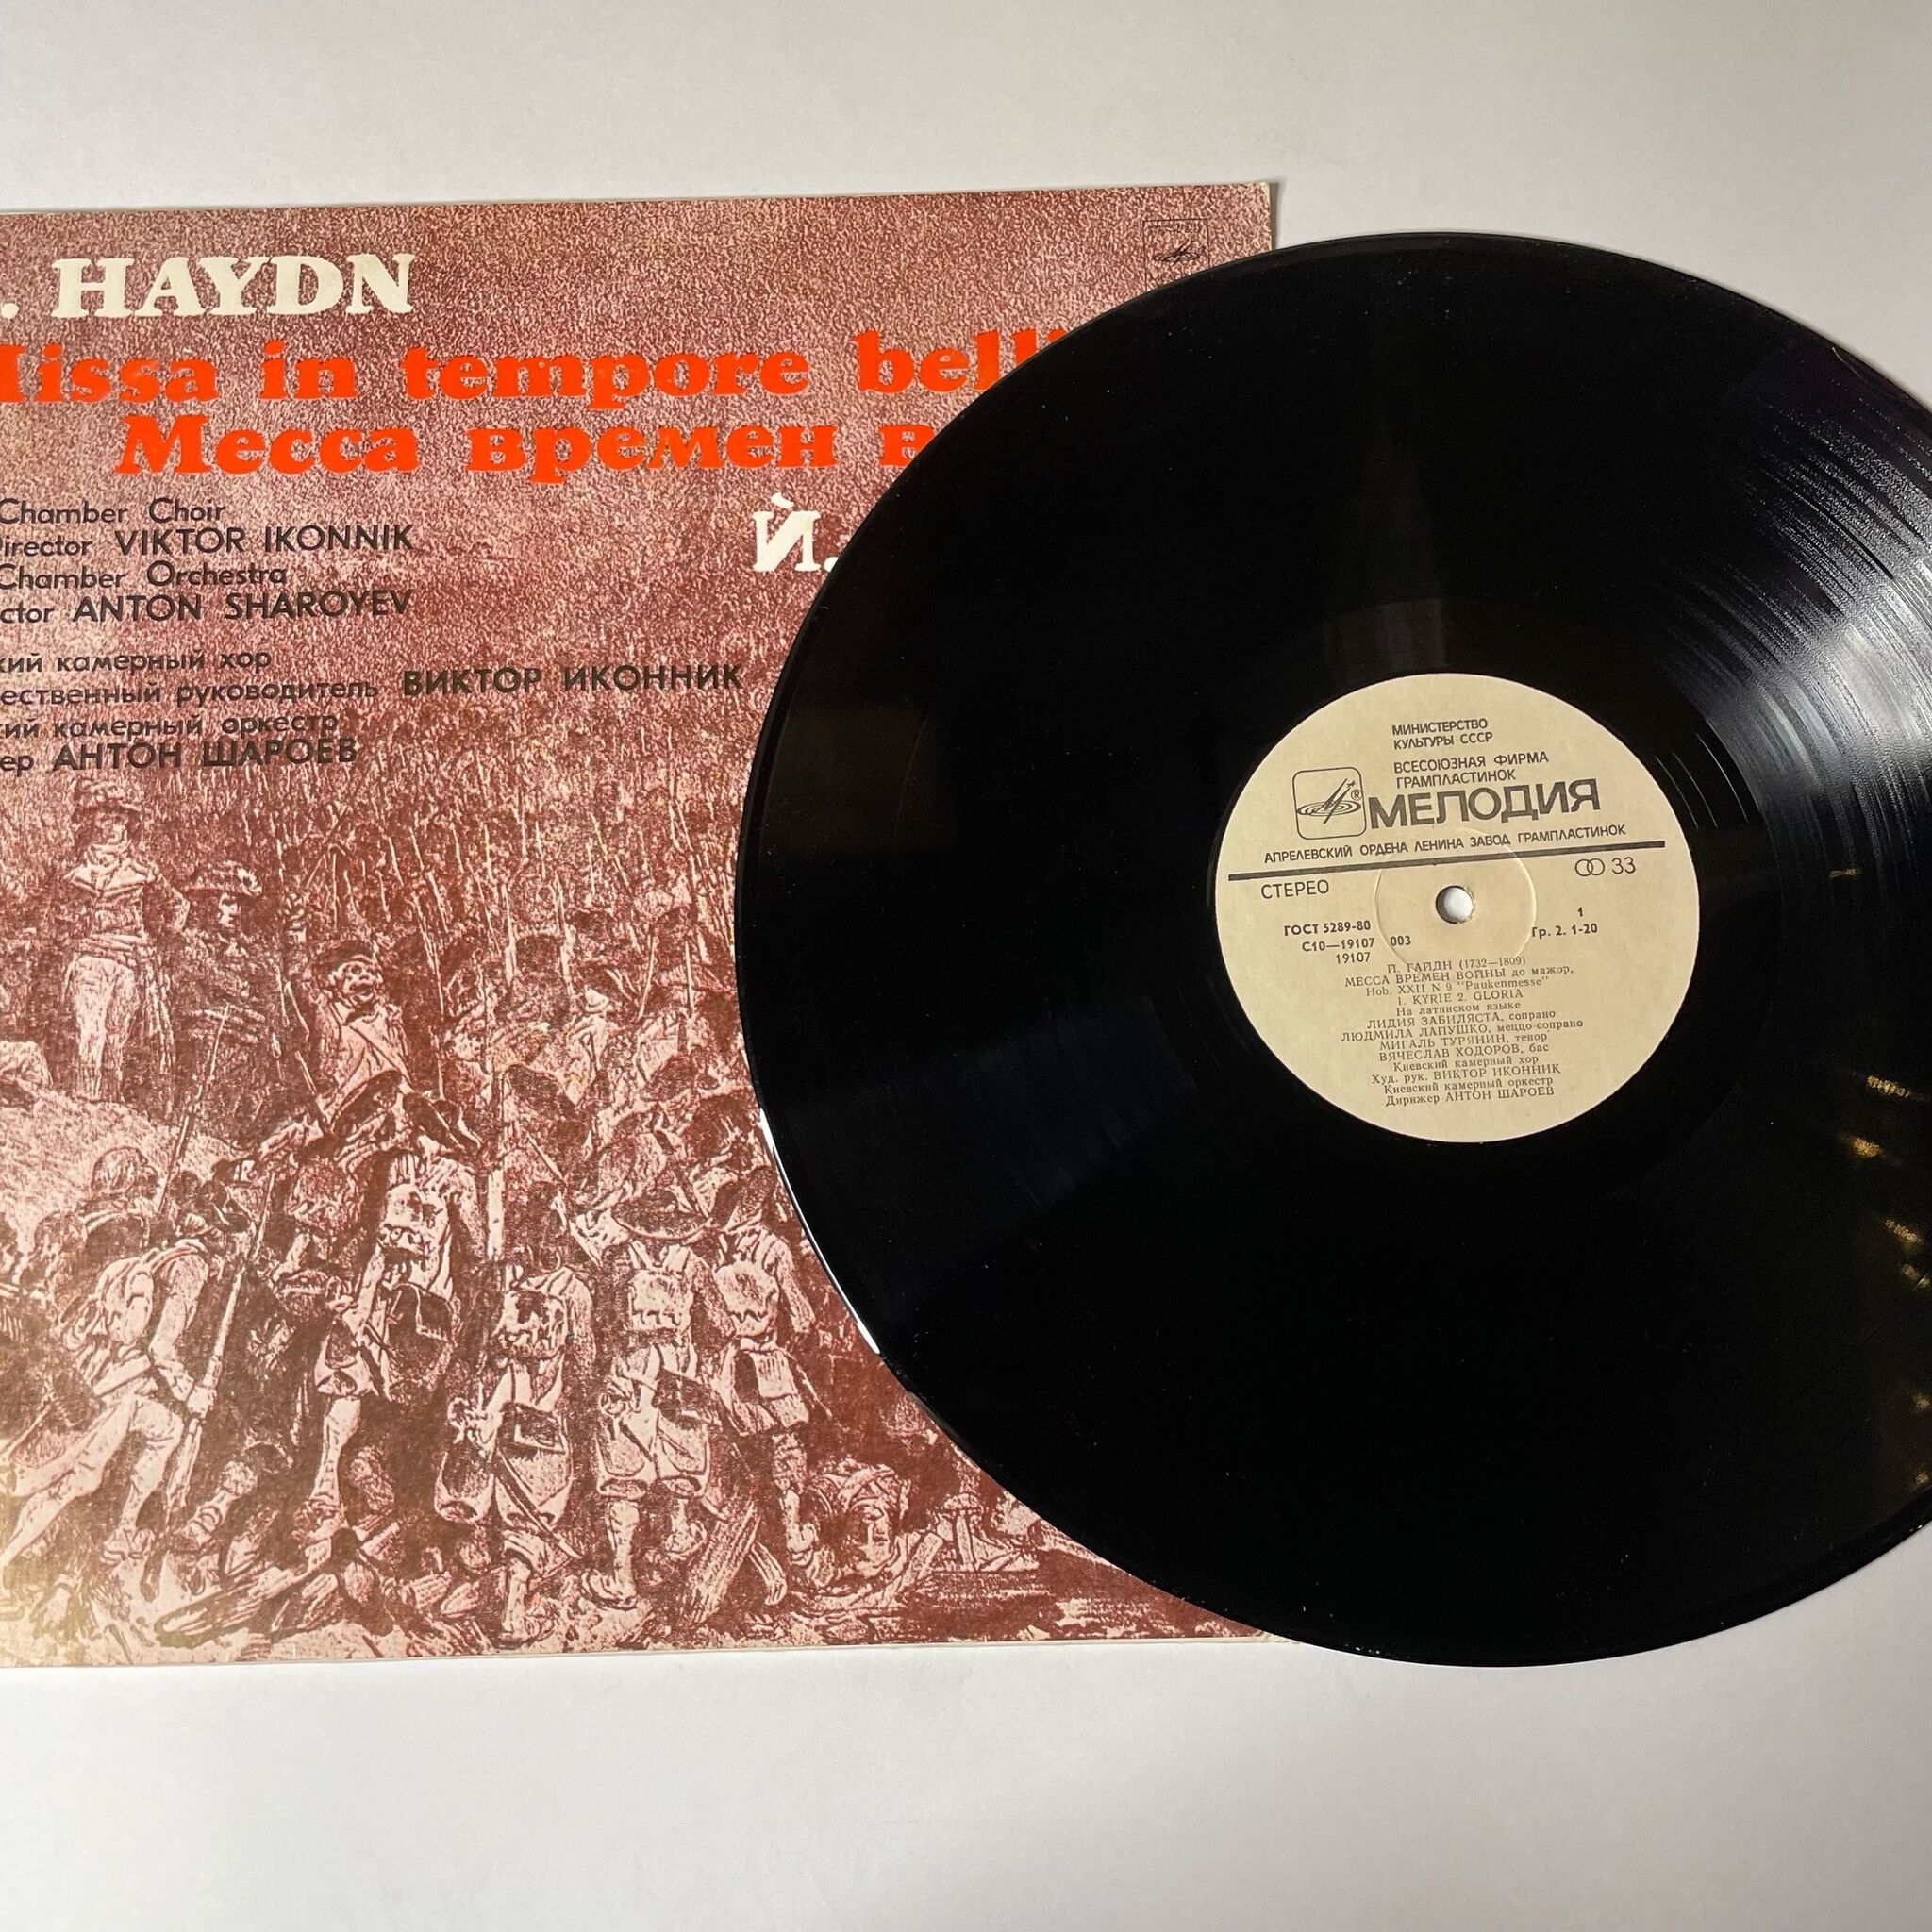 . HAYDN
Missa in tempore belli
Месса времен в
Й.
Chamber Choir
irector VIKTOR IKONNIK
Chamber Orchestra
ctor ANTON SHAROYEV
кий камерный хор
ественный руководитель ВИКТОР ИКОННИК
кий камерный оркестр
ер АНТОН ШАРОЕВ
МИНИСТЕРСТВО
КУЛЬТУРЫ СССР
ВСЕСОЮЗНАЯ ФИРМА
ГРАМПЛАСТИНОК
МЕЛОДИЯ
АПРЕЛЕВСКИЙ ОРДЕНА ЛЕНИНА ЗАВОД ГРАМПЛАСТИНОК
СТЕРЕО 33
ГОСТ 5289-80 1
С10—19107 003 Гр. 2. 1-20
19107
Й. ГАЙДН (1732—1809)
МЕССА ВРЕМЕН ВОЙНЫ до мажор,
Hob. XXII N 9 "Paukenmesse"
1. KYRIE 2. GLORIA
На латинском языке
ЛИДИЯ ЗАБИЛЯСТА, сопрано
ЛЮДМИЛА ЛАПУШКО, меццо-сопрано
МИГАЛЬ ТУРЯНИН, тенор
ВЯЧЕСЛАВ ХОДОРОВ, бас
Киевский камерный хор
Худ. рук. ВИКТОР ИКОННИК
Киевский камерный оркестр
Дирижер АНТОН ШАРОЕВ